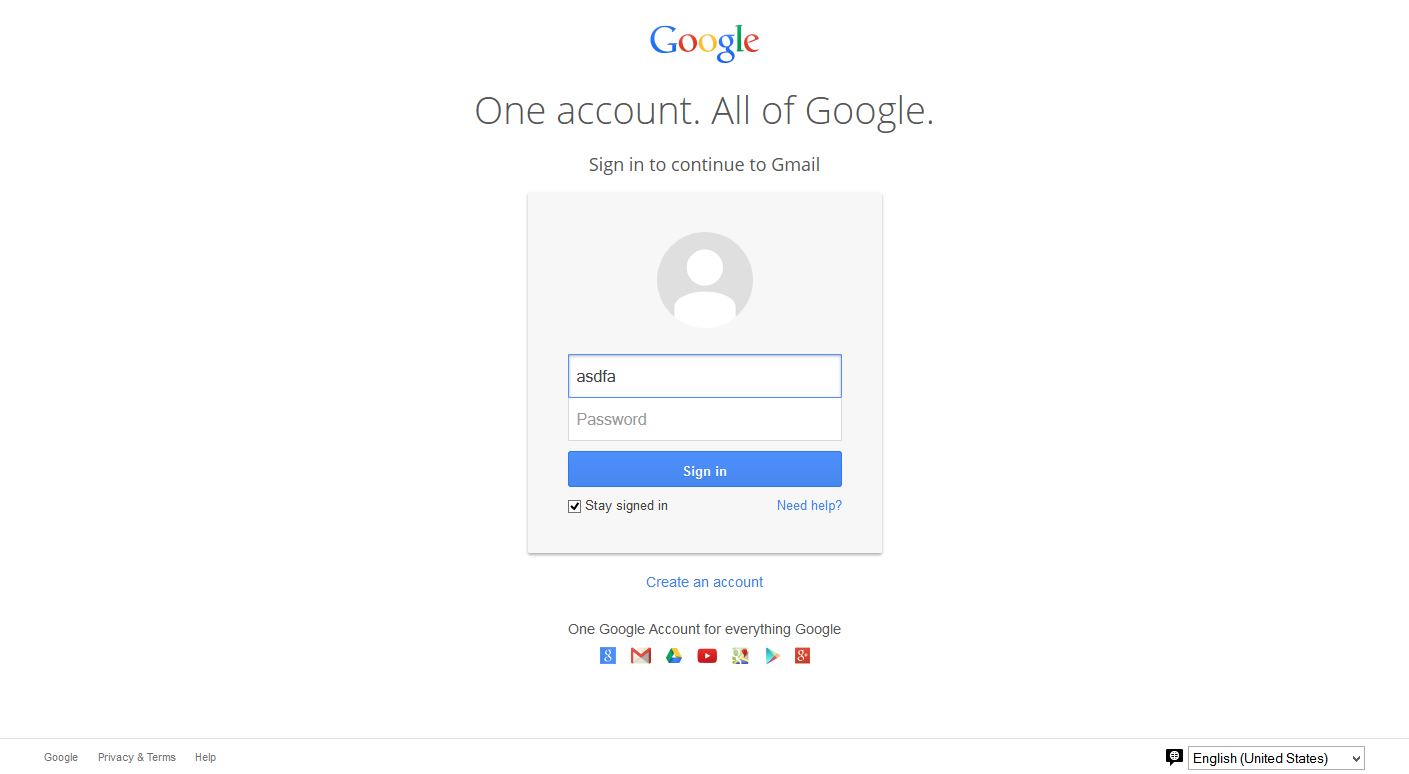 Google
One account. All of Google.
Sign in to continue to Gmail
asdfa
Password
Sign in
Stay signed in Need help?
Create an account
One Google Account for everything Google
Google Privacy & Terms Help English (United States)